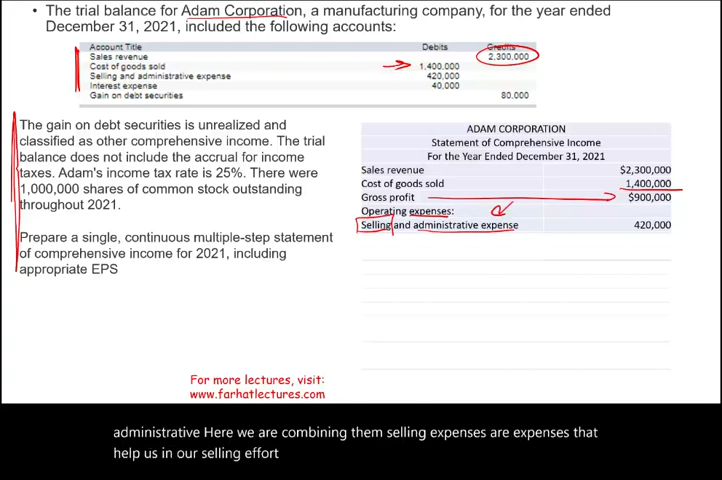 • The trial balance for Adam Corporation, a manufacturing company, for the year ended
December 31, 2021, included the following accounts:
Account Title Debits Credits
Sales revenue 2,300,000
Cost of goods sold 1,400,000
Selling and administrative expense 420,000
Interest expense 40,000
Gain on debt securities 80,000
The gain on debt securities is unrealized and
classified as other comprehensive income. The trial
balance does not include the accrual for income
taxes. Adam's income tax rate is 25%. There were
1,000,000 shares of common stock outstanding
throughout 2021.
Prepare a single, continuous multiple-step statement
of comprehensive income for 2021, including
appropriate EPS
ADAM CORPORATION
Statement of Comprehensive Income
For the Year Ended December 31, 2021
Sales revenue $2,300,000
Cost of goods sold 1,400,000
Gross profit $900,000
Operating expenses:
Selling and administrative expense 420,000
For more lectures, visit:
www.farhatlectures.com
administrative Here we are combining them selling expenses are expenses that
help us in our selling effort